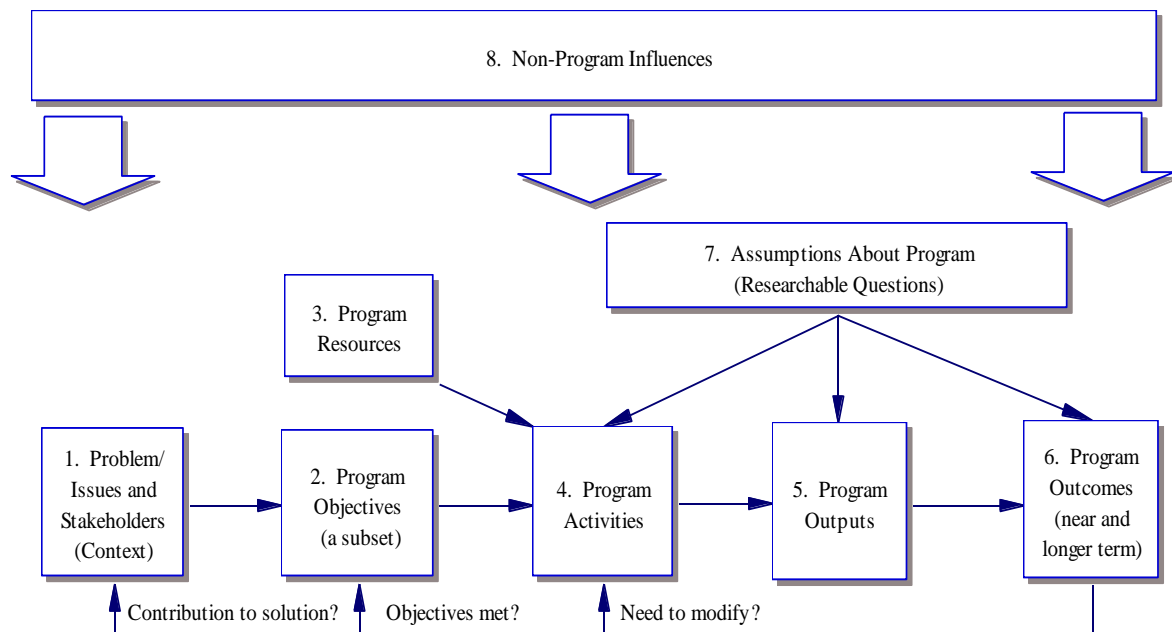 8. Non-Program Influences
7. Assumptions About Program
(Researchable Questions)
3. Program
Resources
1. Problem/
Issues and
Stakeholders
(Context)
2. Program
Objectives
(a subset)
4. Program
Activities
5. Program
Outputs
6. Program
Outcomes
(near and
longer term)
Contribution to solution?
Objectives met?
Need to modify?